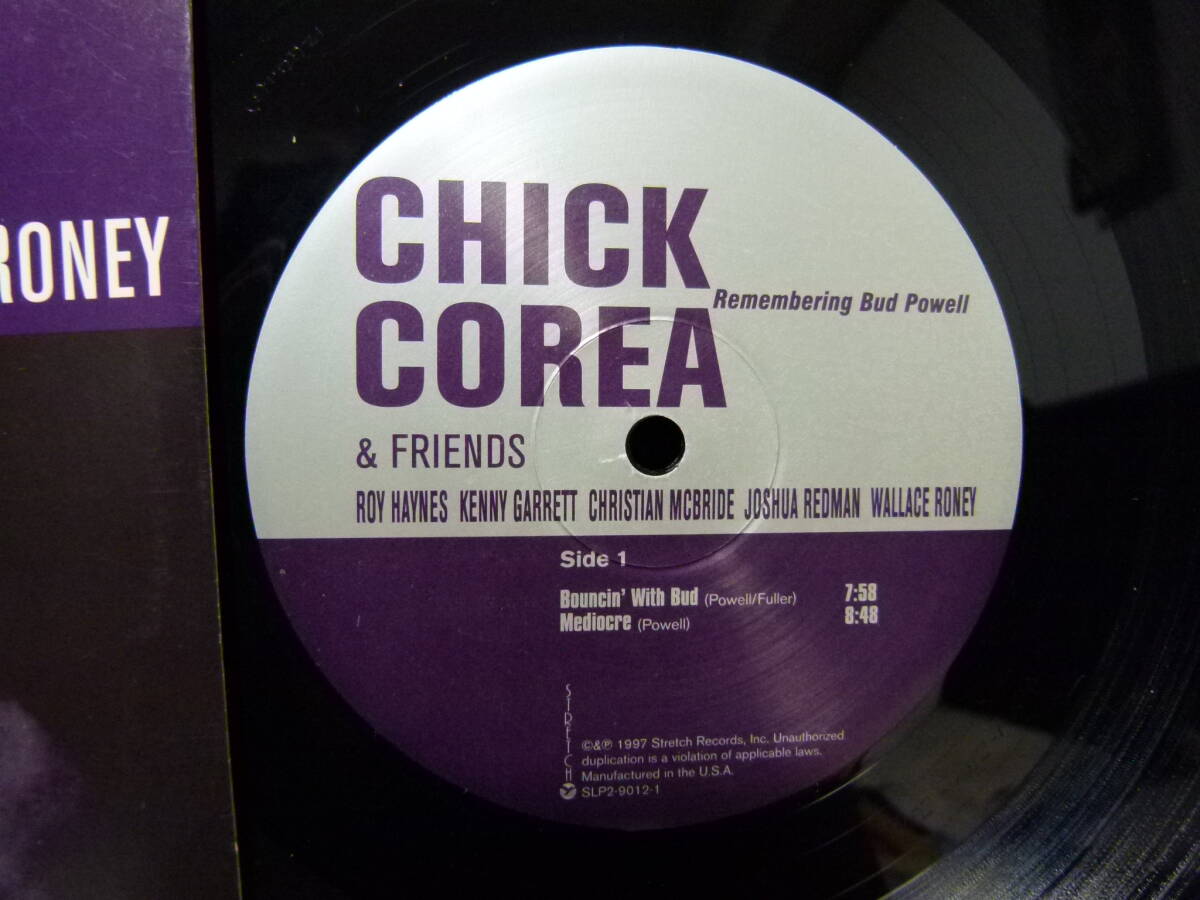 RONEY
CHICK
COREA
Remembering Bud Powell
& FRIENDS
ROY HAYNES KENNY GARRETT CHRISTIAN MCBRIDE JOSHUA REDMAN WALLACE RONEY
Side 1
Bouncin' With Bud (Powell/Fuller) 7:58
Mediocre (Powell) 8:48
STRETCH
©&℗ 1997 Stretch Records, Inc. Unauthorized
duplication is a violation of applicable laws.
Manufactured in the U.S.A.
SLP2-9012-1